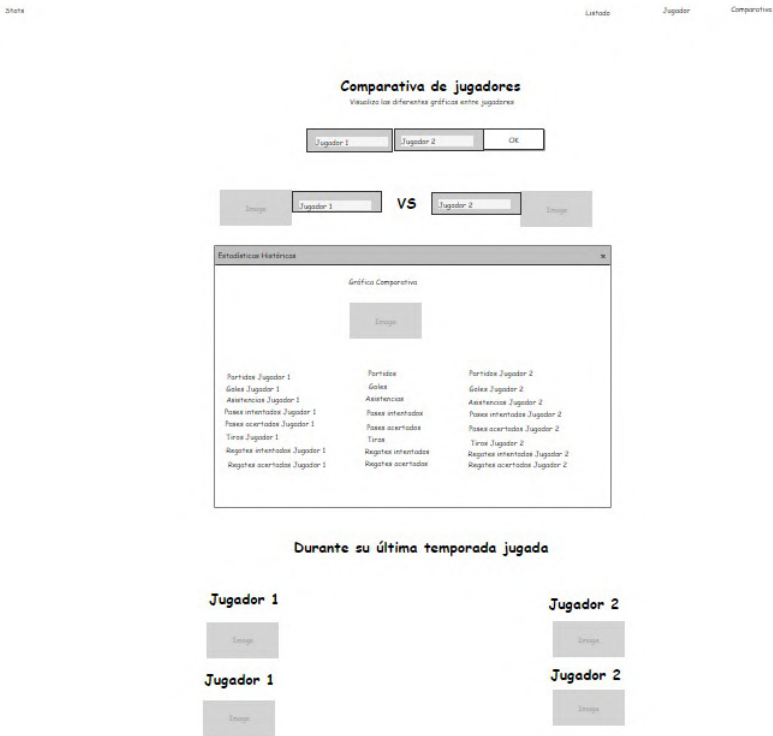 Stats
Listado
Jugador
Comparativa
Comparativa de jugadores
Visualiza las diferentes gráficas entre jugadores
Jugador 1
Jugador 2
OK
Image
Jugador 1
VS
Jugador 2
Image
Estadísticas Históricas
x
Gráfica Comparativa
Image
Partidos Jugador 1
Partidos
Partidos Jugador 2
Goles Jugador 1
Goles
Goles Jugador 2
Asistencias Jugador 1
Asistencias
Asistencias Jugador 2
Pases intentados Jugador 1
Pases intentados
Pases intentados Jugador 2
Pases acertados Jugador 1
Pases acertados
Pases acertados Jugador 2
Tiros Jugador 1
Tiros
Tiros Jugador 2
Regates intentados Jugador 1
Regates intentados
Regates intentados Jugador 2
Regates acertados Jugador 1
Regates acertados
Regates acertados Jugador 2
Durante su última temporada jugada
Jugador 1
Jugador 2
Image
Image
Jugador 1
Jugador 2
Image
Image